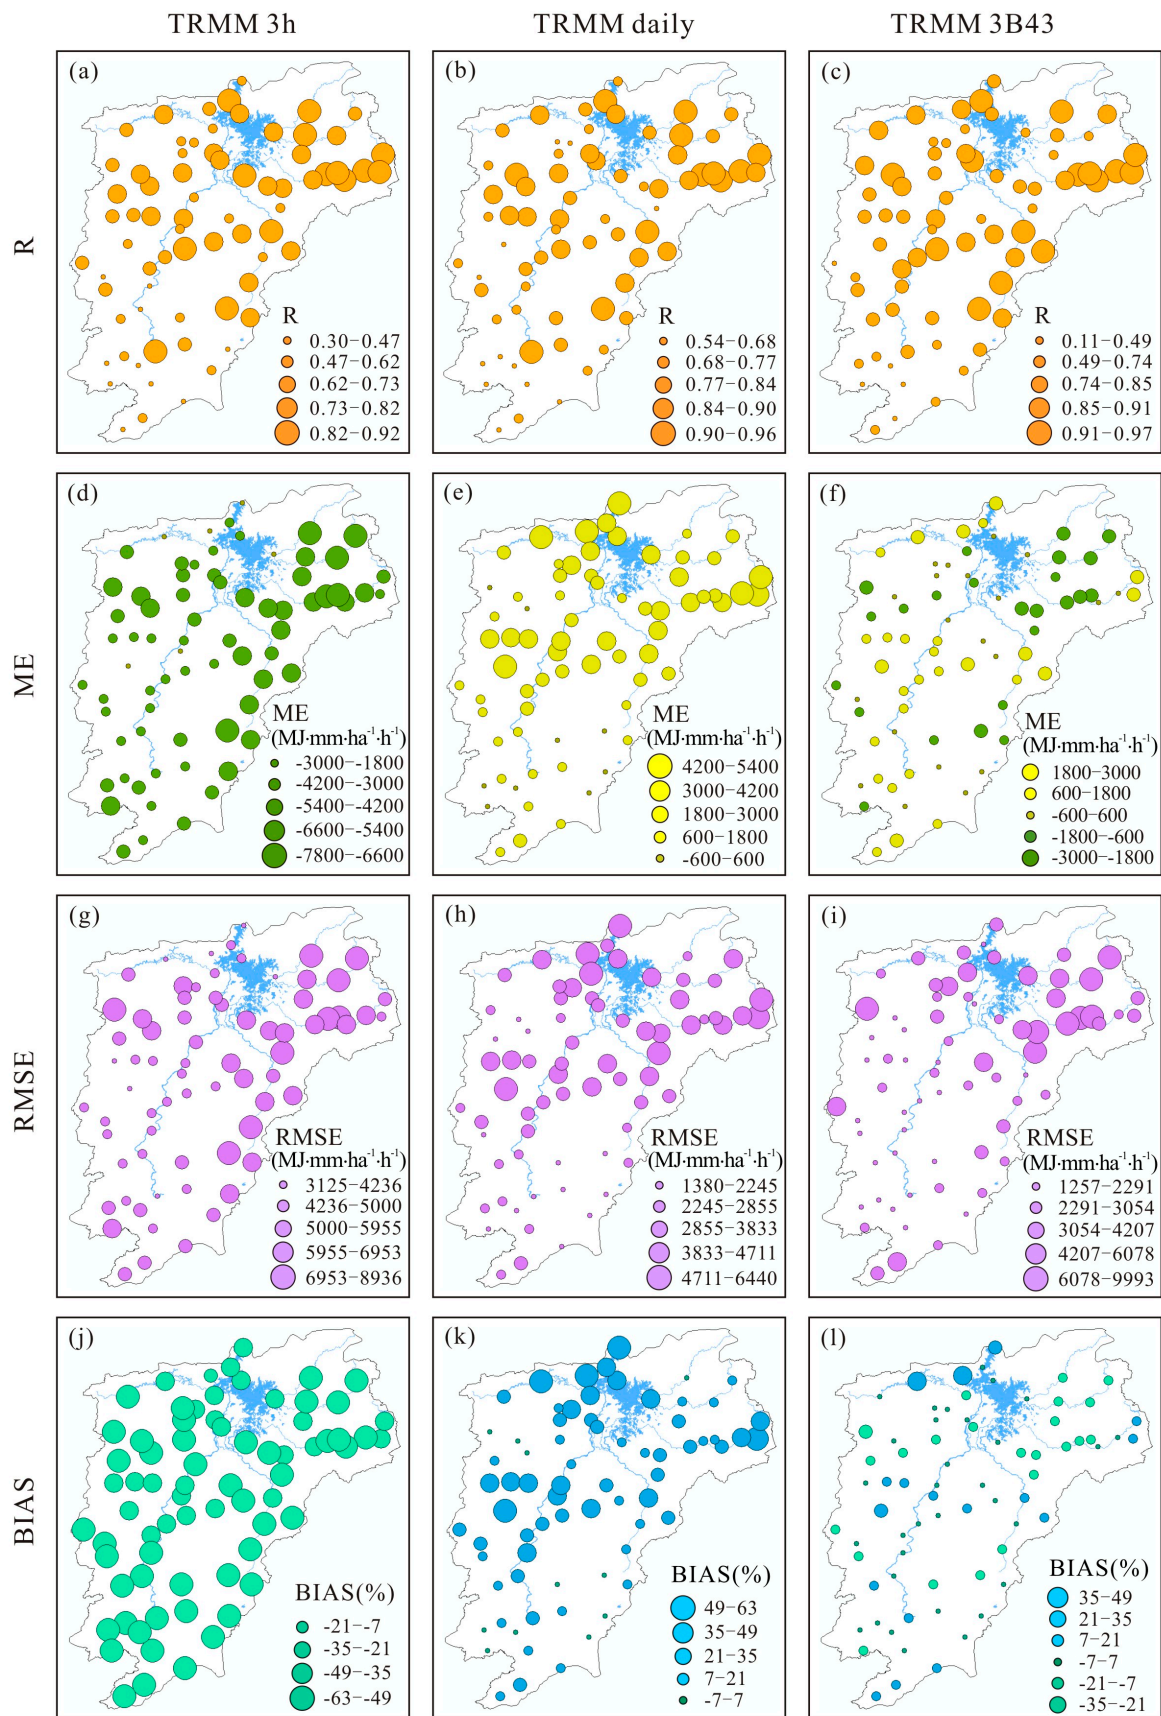 TRMM 3h TRMM daily TRMM 3B43
R
(a)
R
0.30−0.47
0.47−0.62
0.62−0.73
0.73−0.82
0.82−0.92
(b)
R
0.54−0.68
0.68−0.77
0.77−0.84
0.84−0.90
0.90−0.96
(c)
R
0.11−0.49
0.49−0.74
0.74−0.85
0.85−0.91
0.91−0.97
ME
(d)
ME
(MJ·mm·ha⁻¹·h⁻¹)
-3000−-1800
-4200−-3000
-5400−-4200
-6600−-5400
-7800−-6600
(e)
ME
(MJ·mm·ha⁻¹·h⁻¹)
4200−5400
3000−4200
1800−3000
600−1800
-600−600
(f)
ME
(MJ·mm·ha⁻¹·h⁻¹)
1800−3000
600−1800
-600−600
-1800−-600
-3000−-1800
RMSE
(g)
RMSE
(MJ·mm·ha⁻¹·h⁻¹)
3125−4236
4236−5000
5000−5955
5955−6953
6953−8936
(h)
RMSE
(MJ·mm·ha⁻¹·h⁻¹)
1380−2245
2245−2855
2855−3833
3833−4711
4711−6440
(i)
RMSE
(MJ·mm·ha⁻¹·h⁻¹)
1257−2291
2291−3054
3054−4207
4207−6078
6078−9993
BIAS
(j)
BIAS(%)
-21−-7
-35−-21
-49−-35
-63−-49
(k)
BIAS(%)
49−63
35−49
21−35
7−21
-7−7
(l)
BIAS(%)
35−49
21−35
7−21
-7−7
-21−-7
-35−-21